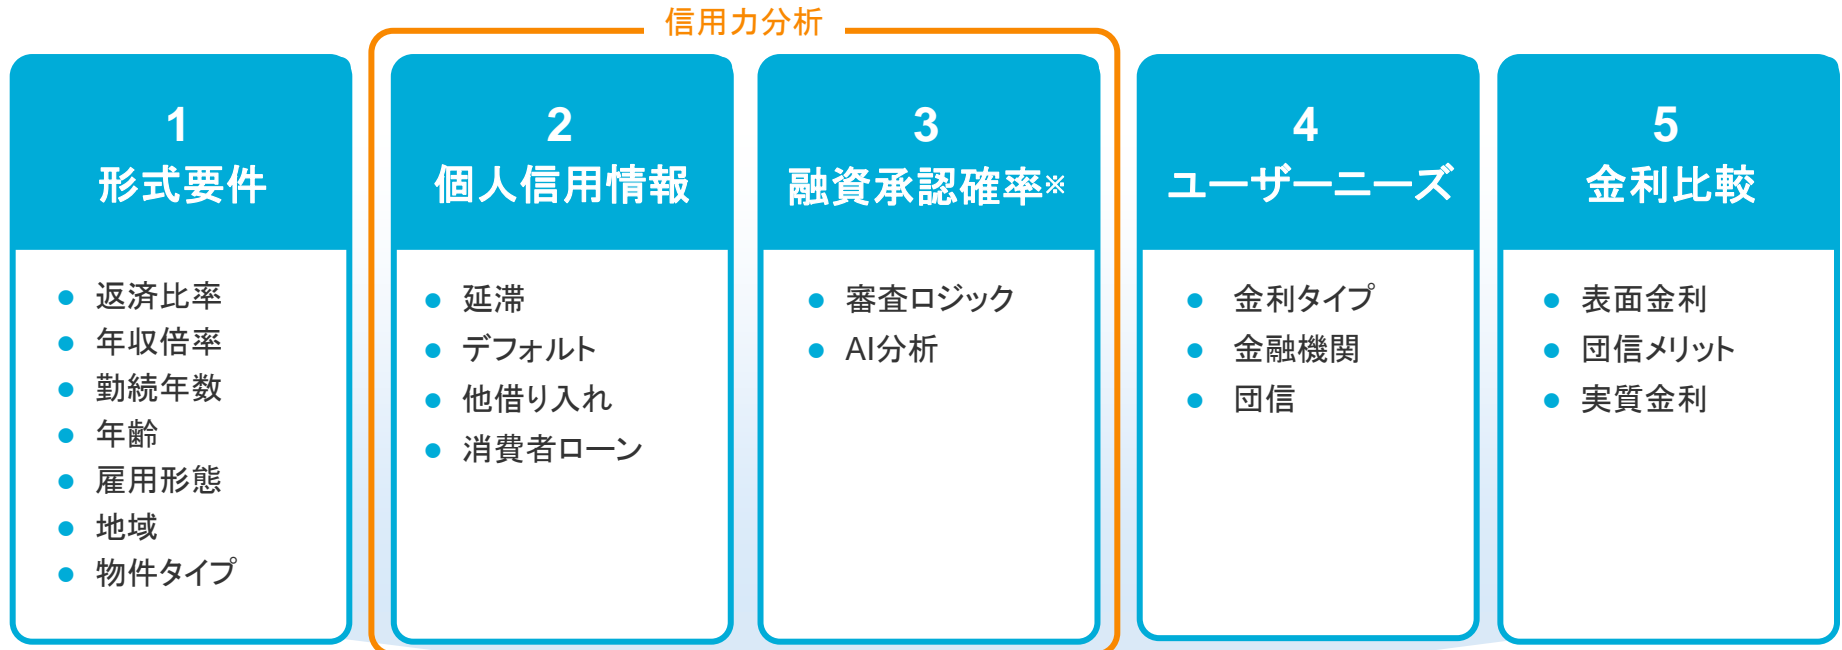 信用力分析
1
形式要件
返済比率
年収倍率
勤続年数
年齢
雇用形態
地域
物件タイプ
2
個人信用情報
延滞
デフォルト
他借り入れ
消費者ローン
3
融資承認確率※
審査ロジック
AI分析
4
ユーザーニーズ
金利タイプ
金融機関
団信
5
金利比較
表面金利
団信メリット
実質金利